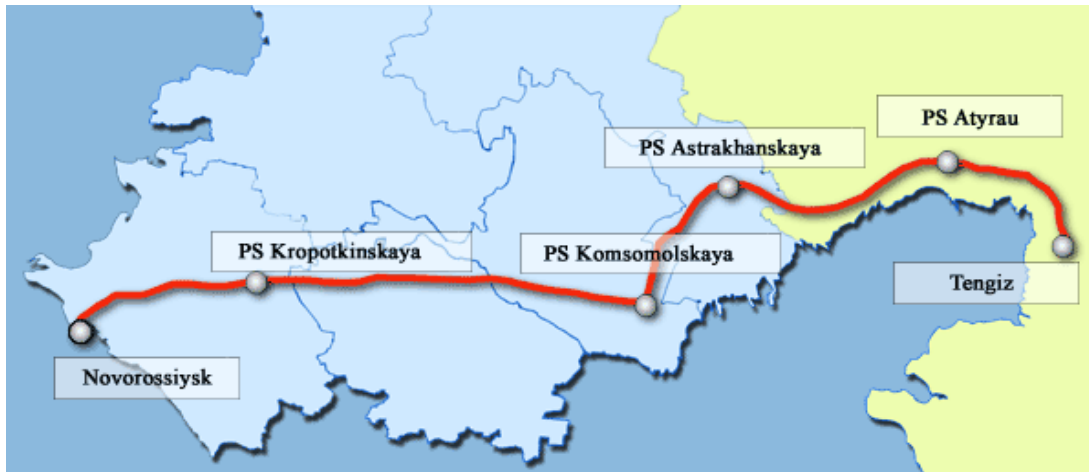 PS Atyrau
PS Astrakhanskaya
PS Kropotkinskaya
PS Komsomolskaya
Tengiz
Novorossiysk